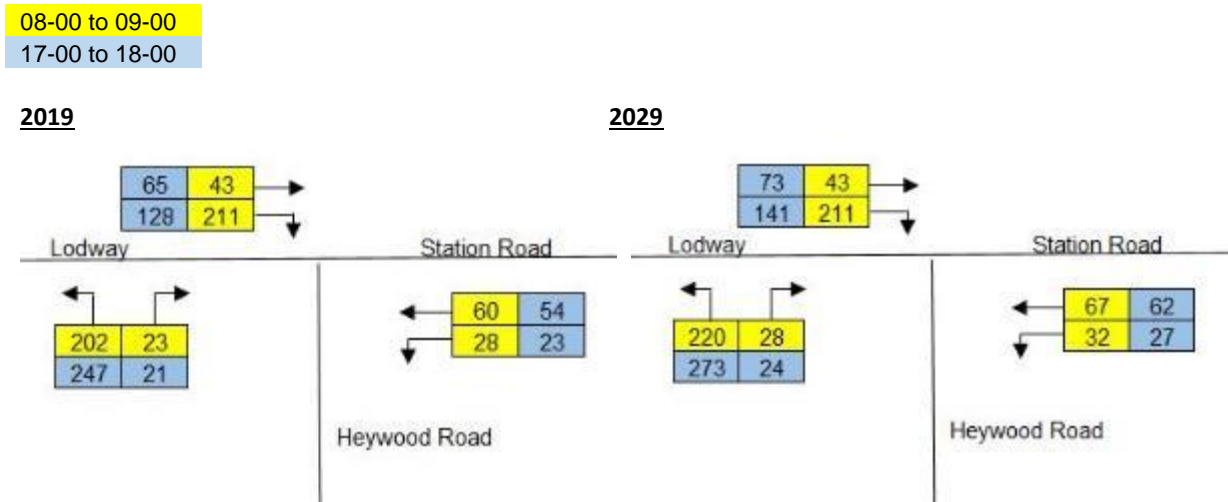 08-00 to 09-00
17-00 to 18-00
2019
65 43
128 211
Lodway
Station Road
202 23
247 21
60 54
28 23
Heywood Road
2029
73 43
141 211
Lodway
Station Road
220 28
273 24
67 62
32 27
Heywood Road